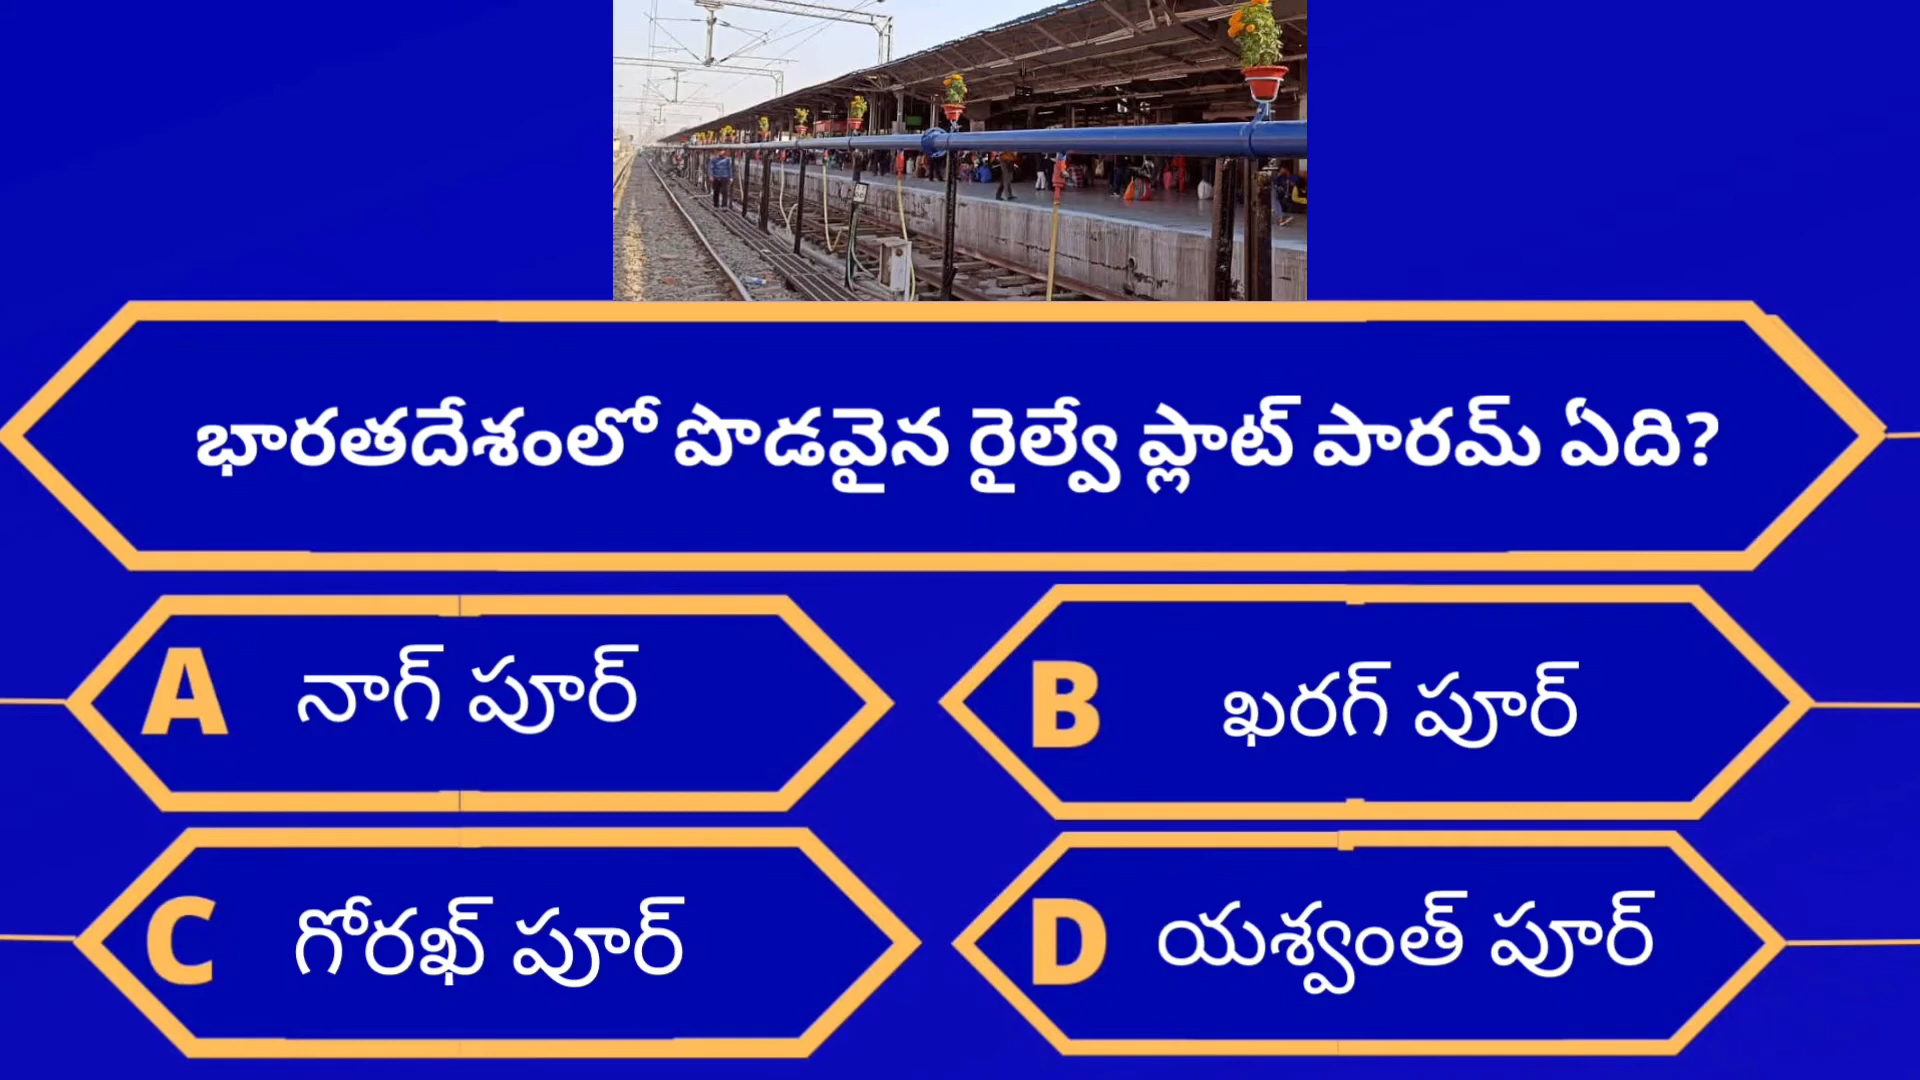 భారతదేశంలో పొడవైన రైల్వే ప్లాట్ పారమ్ ఏది?
A నాగ్ పూర్
B ఖరగ్ పూర్
C గోరఖ్ పూర్
D యశ్వంత్ పూర్